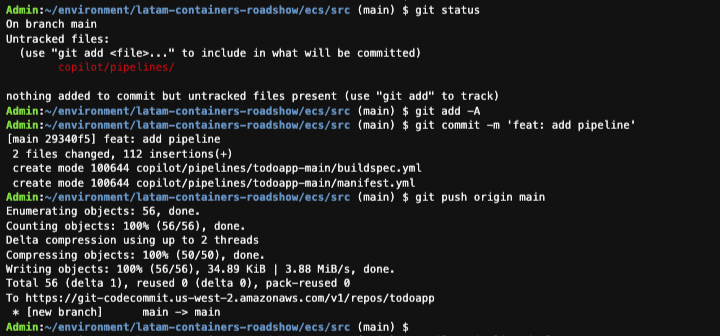 Admin:~/environment/latam-containers-roadshow/ecs/src (main) $ git status
On branch main
Untracked files:
  (use "git add <file>..." to include in what will be committed)
        copilot/pipelines/

nothing added to commit but untracked files present (use "git add" to track)
Admin:~/environment/latam-containers-roadshow/ecs/src (main) $ git add -A
Admin:~/environment/latam-containers-roadshow/ecs/src (main) $ git commit -m 'feat: add pipeline'
[main 29340f5] feat: add pipeline
 2 files changed, 112 insertions(+)
 create mode 100644 copilot/pipelines/todoapp-main/buildspec.yml
 create mode 100644 copilot/pipelines/todoapp-main/manifest.yml
Admin:~/environment/latam-containers-roadshow/ecs/src (main) $ git push origin main
Enumerating objects: 56, done.
Counting objects: 100% (56/56), done.
Delta compression using up to 2 threads
Compressing objects: 100% (50/50), done.
Writing objects: 100% (56/56), 34.89 KiB | 3.88 MiB/s, done.
Total 56 (delta 1), reused 0 (delta 0), pack-reused 0
To https://git-codecommit.us-west-2.amazonaws.com/v1/repos/todoapp
 * [new branch]      main -> main
Admin:~/environment/latam-containers-roadshow/ecs/src (main) $